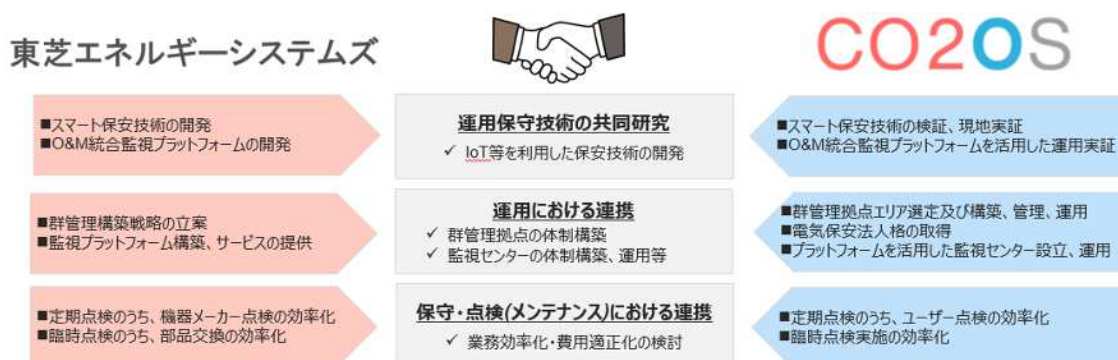 東芝エネルギーシステムズ
CO2OS
■スマート保安技術の開発
■O&M統合監視プラットフォームの開発
運用保守技術の共同研究
✓ IoT等を利用した保安技術の開発
■スマート保安技術の検証、現地実証
■O&M統合監視プラットフォームを活用した運用実証
■群管理構築戦略の立案
■監視プラットフォーム構築、サービスの提供
運用における連携
✓ 群管理拠点の体制構築
✓ 監視センターの体制構築、運用等
■群管理拠点エリア選定及び構築、管理、運用
■電気保安法人格の取得
■プラットフォームを活用した監視センター設立、運用
■定期点検のうち、機器メーカー点検の効率化
■臨時点検のうち、部品交換の効率化
保守・点検(メンテナンス)における連携
✓ 業務効率化・費用適正化の検討
■定期点検のうち、ユーザー点検の効率化
■臨時点検実施の効率化